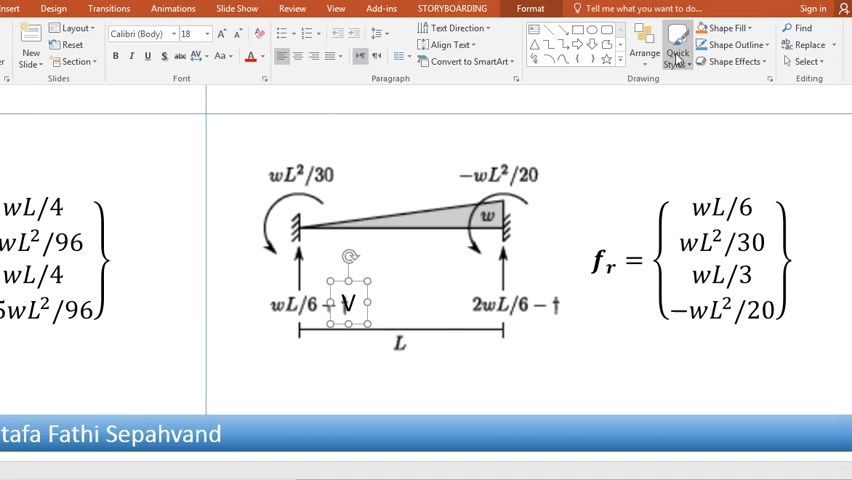 nsert Design Transitions Animations Slide Show Review View Add-ins STORYBOARDING Format Tell me what you want to do... Sign in
New Slide
Layout
Reset
Section
Slides
Calibri (Body) 18 A A
B I U S abc AV Aa A
Font
Text Direction
Align Text
Convert to SmartArt
Paragraph
Arrange
Quick Styles
Shape Fill
Shape Outline
Shape Effects
Drawing
Find
Replace
Select
Editing
wL/4
wL²/96
wL/4
5wL²/96
wL²/30 −wL²/20
w
wL/6 − V 2wL/6 − †
L
fᵣ =
wL/6
wL²/30
wL/3
−wL²/20
tafa Fathi Sepahvand